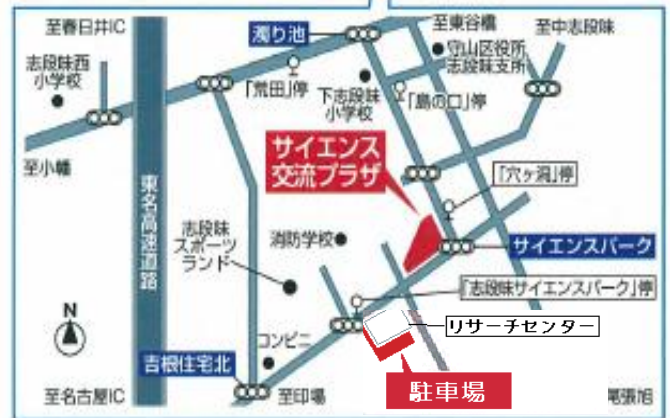 至春日井IC
濁り池
至東谷橋
至中志段味
志段味西
小学校
守山区役所
志段味支所
「荒田」停
下志段味
小学校
「島の口」停
至小幡
サイエンス
交流プラザ
「穴ヶ洞」停
東名高速道路
志段味
スポーツ
ランド
消防学校
サイエンスパーク
「志段味サイエンスパーク」停
N
リサーチセンター
コンビニ
吉根住宅北
駐車場
至名古屋IC
至印場
尾張旭